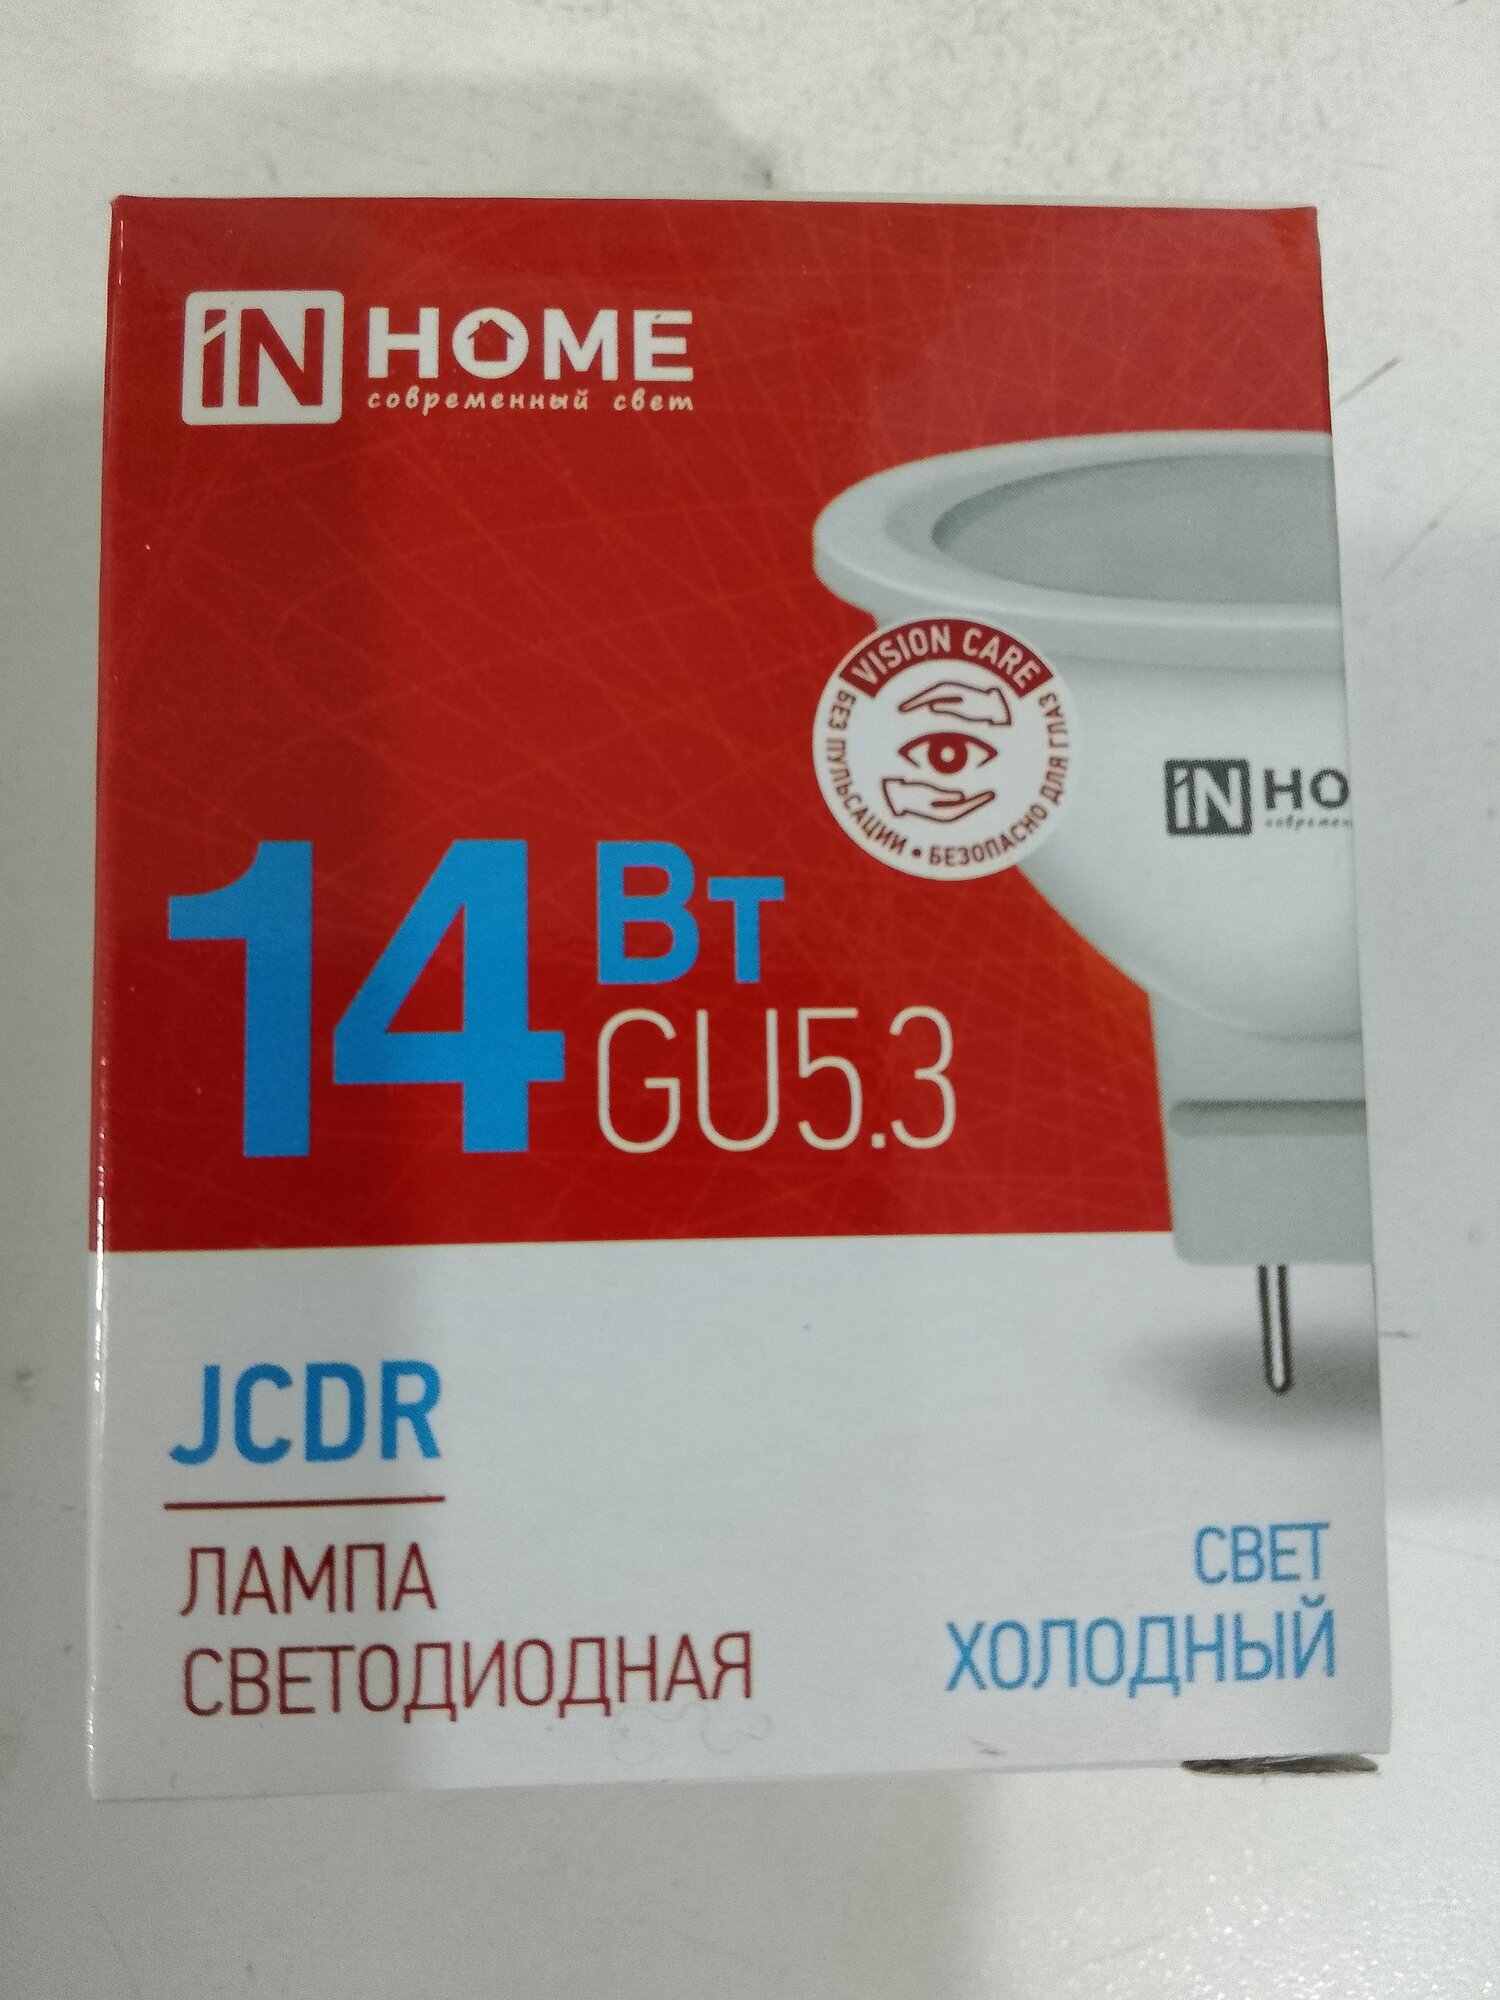 iN HOME
современный свет
VISION CARE
БЕЗ ПУЛЬСАЦИИ • БЕЗОПАСНО ДЛЯ ГЛАЗ
iN HO
современ
14 Вт
GU5.3
JCDR
ЛАМПА
СВЕТОДИОДНАЯ
СВЕТ
ХОЛОДНЫЙ